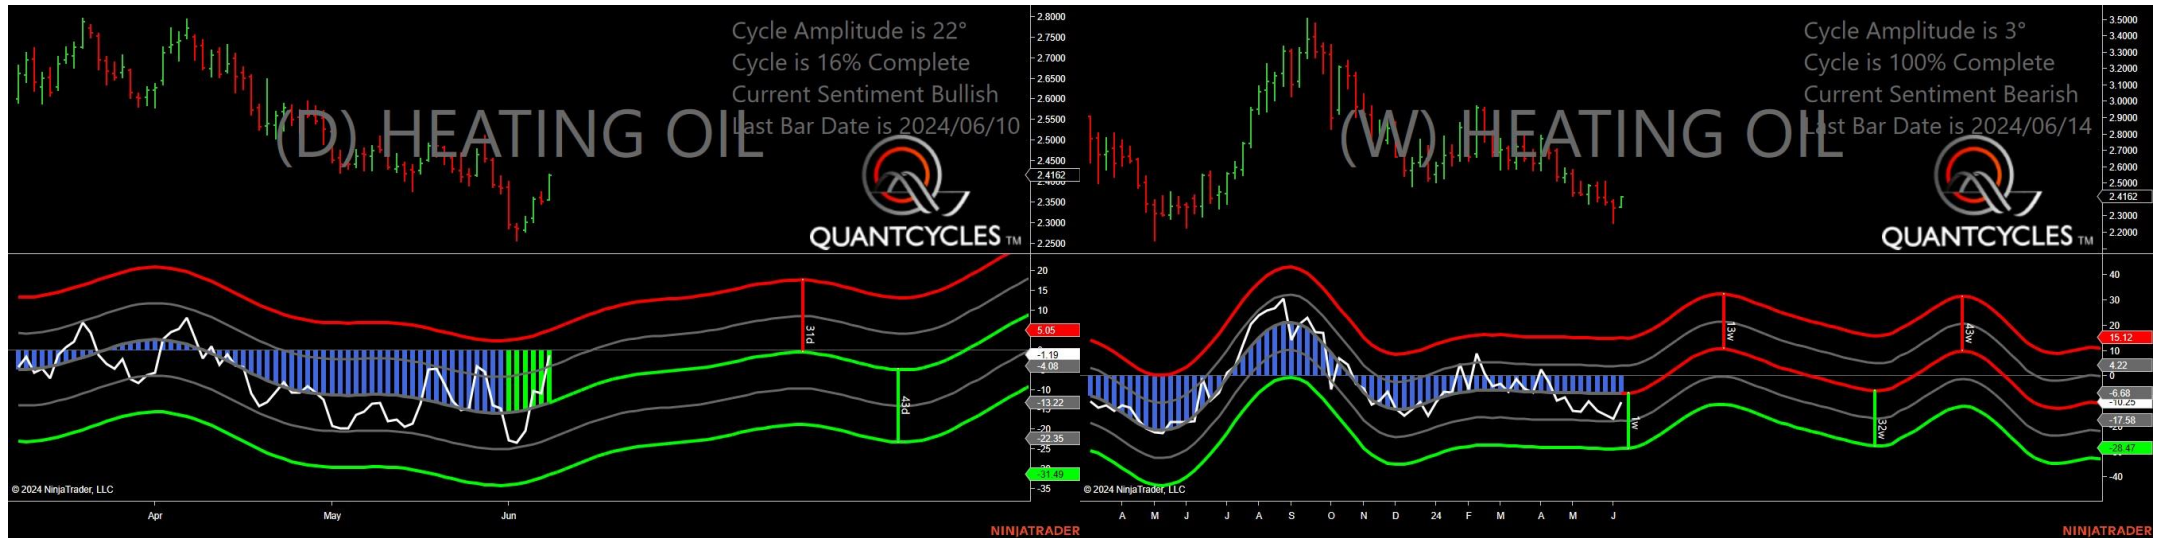 Cycle Amplitude is 22°
Cycle is 16% Complete
Current Sentiment Bullish
Last Bar Date is 2024/06/10
(D) HEATING OIL
QUANTCYCLES TM
2.8000
2.7500
2.7000
2.6500
2.6000
2.5500
2.5000
2.4500
2.4162
2.4000
2.3500
2.3000
2.2500
20
15
10
5.05
-1.19
-4.08
-10
-13.22
-20
-22.35
-25
-31.49
-35
31d
43d
© 2024 NinjaTrader, LLC
Apr May Jun
NINJATRADER
Cycle Amplitude is 3°
Cycle is 100% Complete
Current Sentiment Bearish
Last Bar Date is 2024/06/14
(W) HEATING OIL
QUANTCYCLES TM
3.5000
3.4000
3.3000
3.2000
3.1000
3.0000
2.9000
2.8000
2.7000
2.6000
2.5000
2.4162
2.3000
2.2000
40
30
20
15.12
10
4.22
0
-6.68
-10.25
-17.58
-28.47
-40
1w
13w
32w
43w
© 2024 NinjaTrader, LLC
A M J J A S O N D 24 F M A M J
NINJATRADER